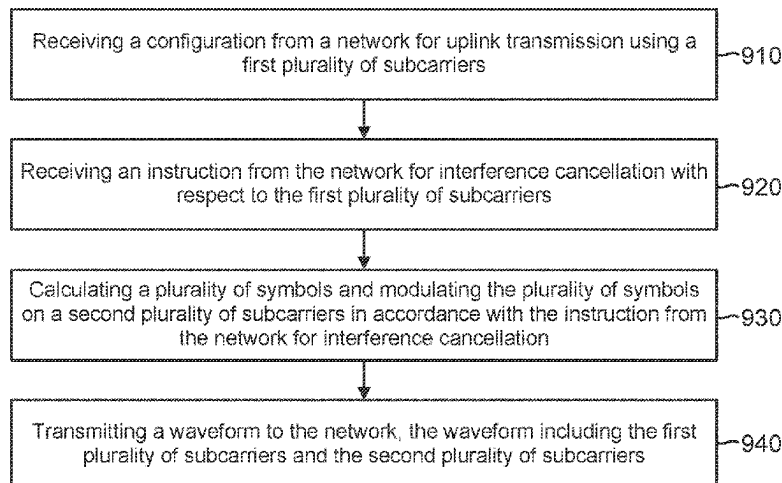 Receiving a configuration from a network for uplink transmission using a
first plurality of subcarriers
910
Receiving an instruction from the network for interference cancellation with
respect to the first plurality of subcarriers
920
Calculating a plurality of symbols and modulating the plurality of symbols
on a second plurality of subcarriers in accordance with the instruction from
the network for interference cancellation
930
Transmitting a waveform to the network, the waveform including the first
plurality of subcarriers and the second plurality of subcarriers
940